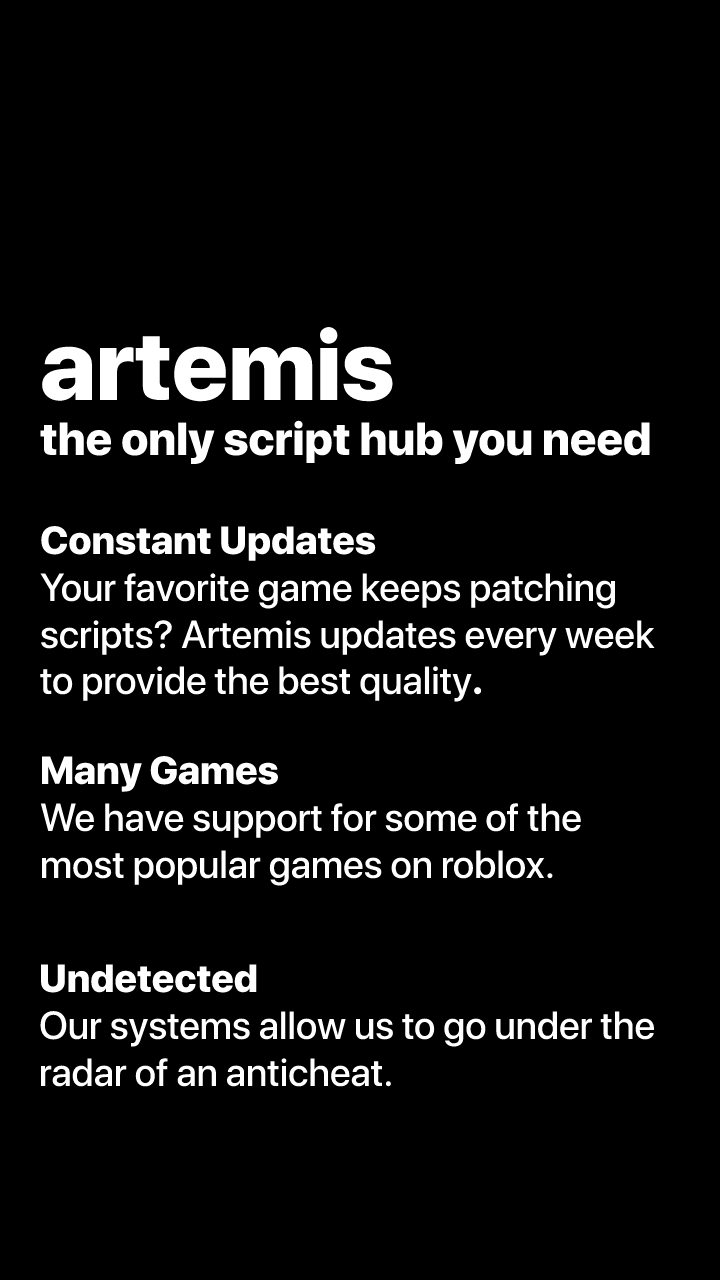 artemis
the only script hub you need
Constant Updates
Your favorite game keeps patching
scripts? Artemis updates every week
to provide the best quality.
Many Games
We have support for some of the
most popular games on roblox.
Undetected
Our systems allow us to go under the
radar of an anticheat.